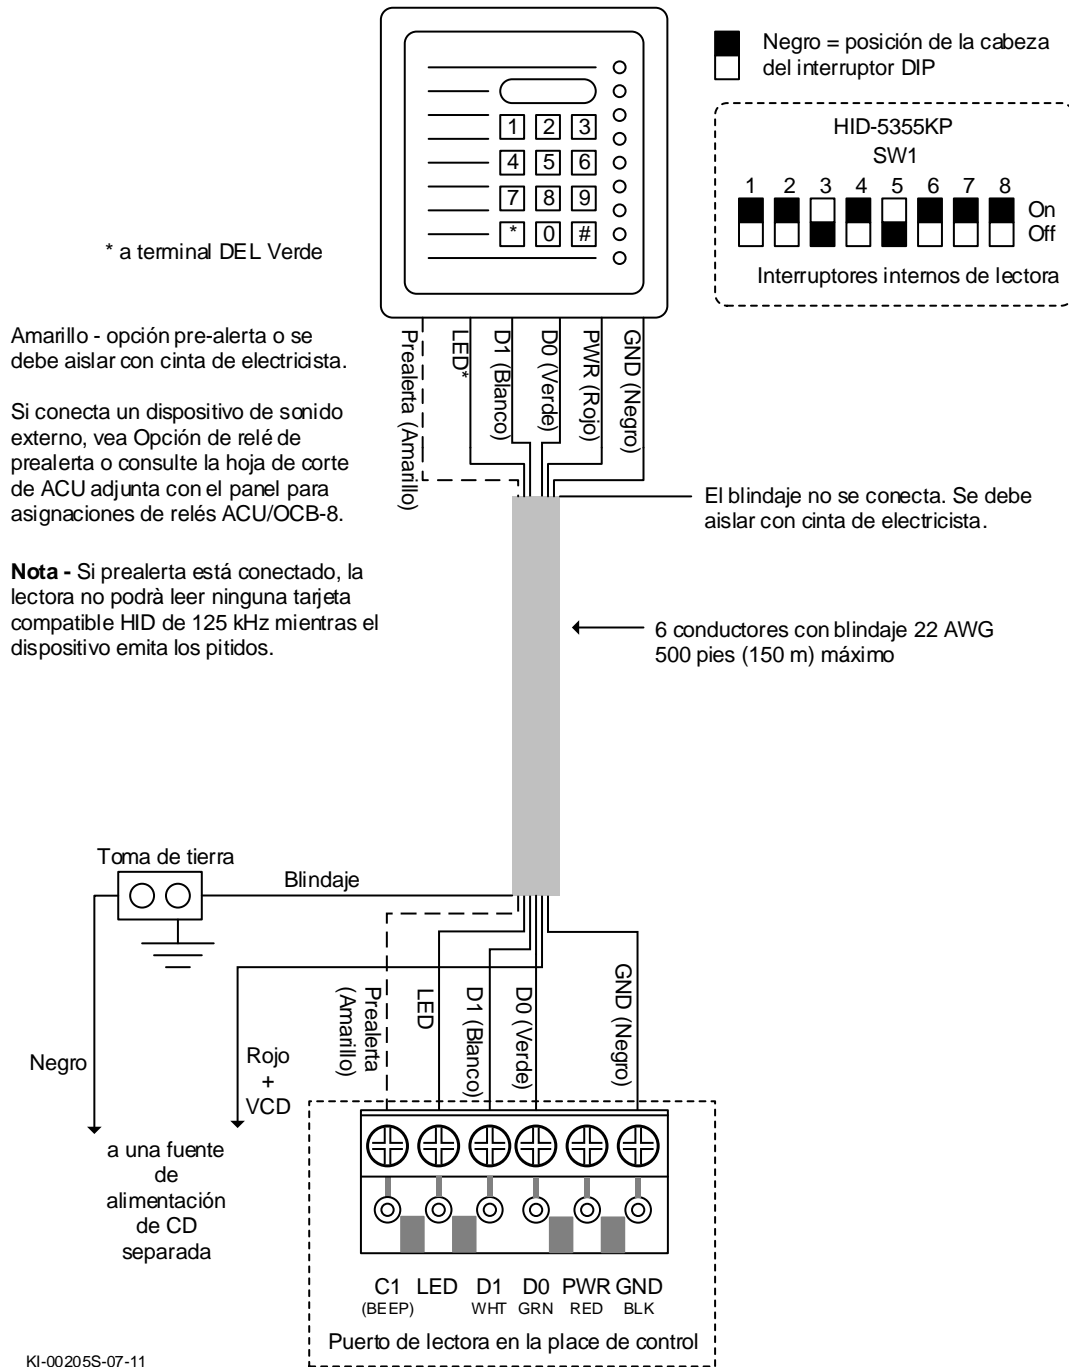 Negro = posición de la cabeza
del interruptor DIP
HID-5355KP
SW1
1 2 3 4 5 6 7 8
On
Off
Interruptores internos de lectora
1 2 3
4 5 6
7 8 9
* 0 #
* a terminal DEL Verde
Amarillo - opción pre-alerta o se
debe aislar con cinta de electricista.
Si conecta un dispositivo de sonido
externo, vea Opción de relé de
prealerta o consulte la hoja de corte
de ACU adjunta con el panel para
asignaciones de relés ACU/OCB-8.
Nota - Si prealerta está conectado, la
lectora no podrà leer ninguna tarjeta
compatible HID de 125 kHz mientras el
dispositivo emita los pitidos.
Prealerta (Amarillo)
LED*
D1 (Blanco)
D0 (Verde)
PWR (Rojo)
GND (Negro)
El blindaje no se conecta. Se debe
aislar con cinta de electricista.
6 conductores con blindaje 22 AWG
500 pies (150 m) máximo
Toma de tierra
Blindaje
Negro
Rojo
+
VCD
a una fuente
de
alimentación
de CD
separada
Prealerta
(Amarillo)
LED
D1 (Blanco)
D0 (Verde)
GND (Negro)
C1 LED D1 D0 PWR GND
(BEEP) WHT GRN RED BLK
Puerto de lectora en la place de control
KI-00205S-07-11